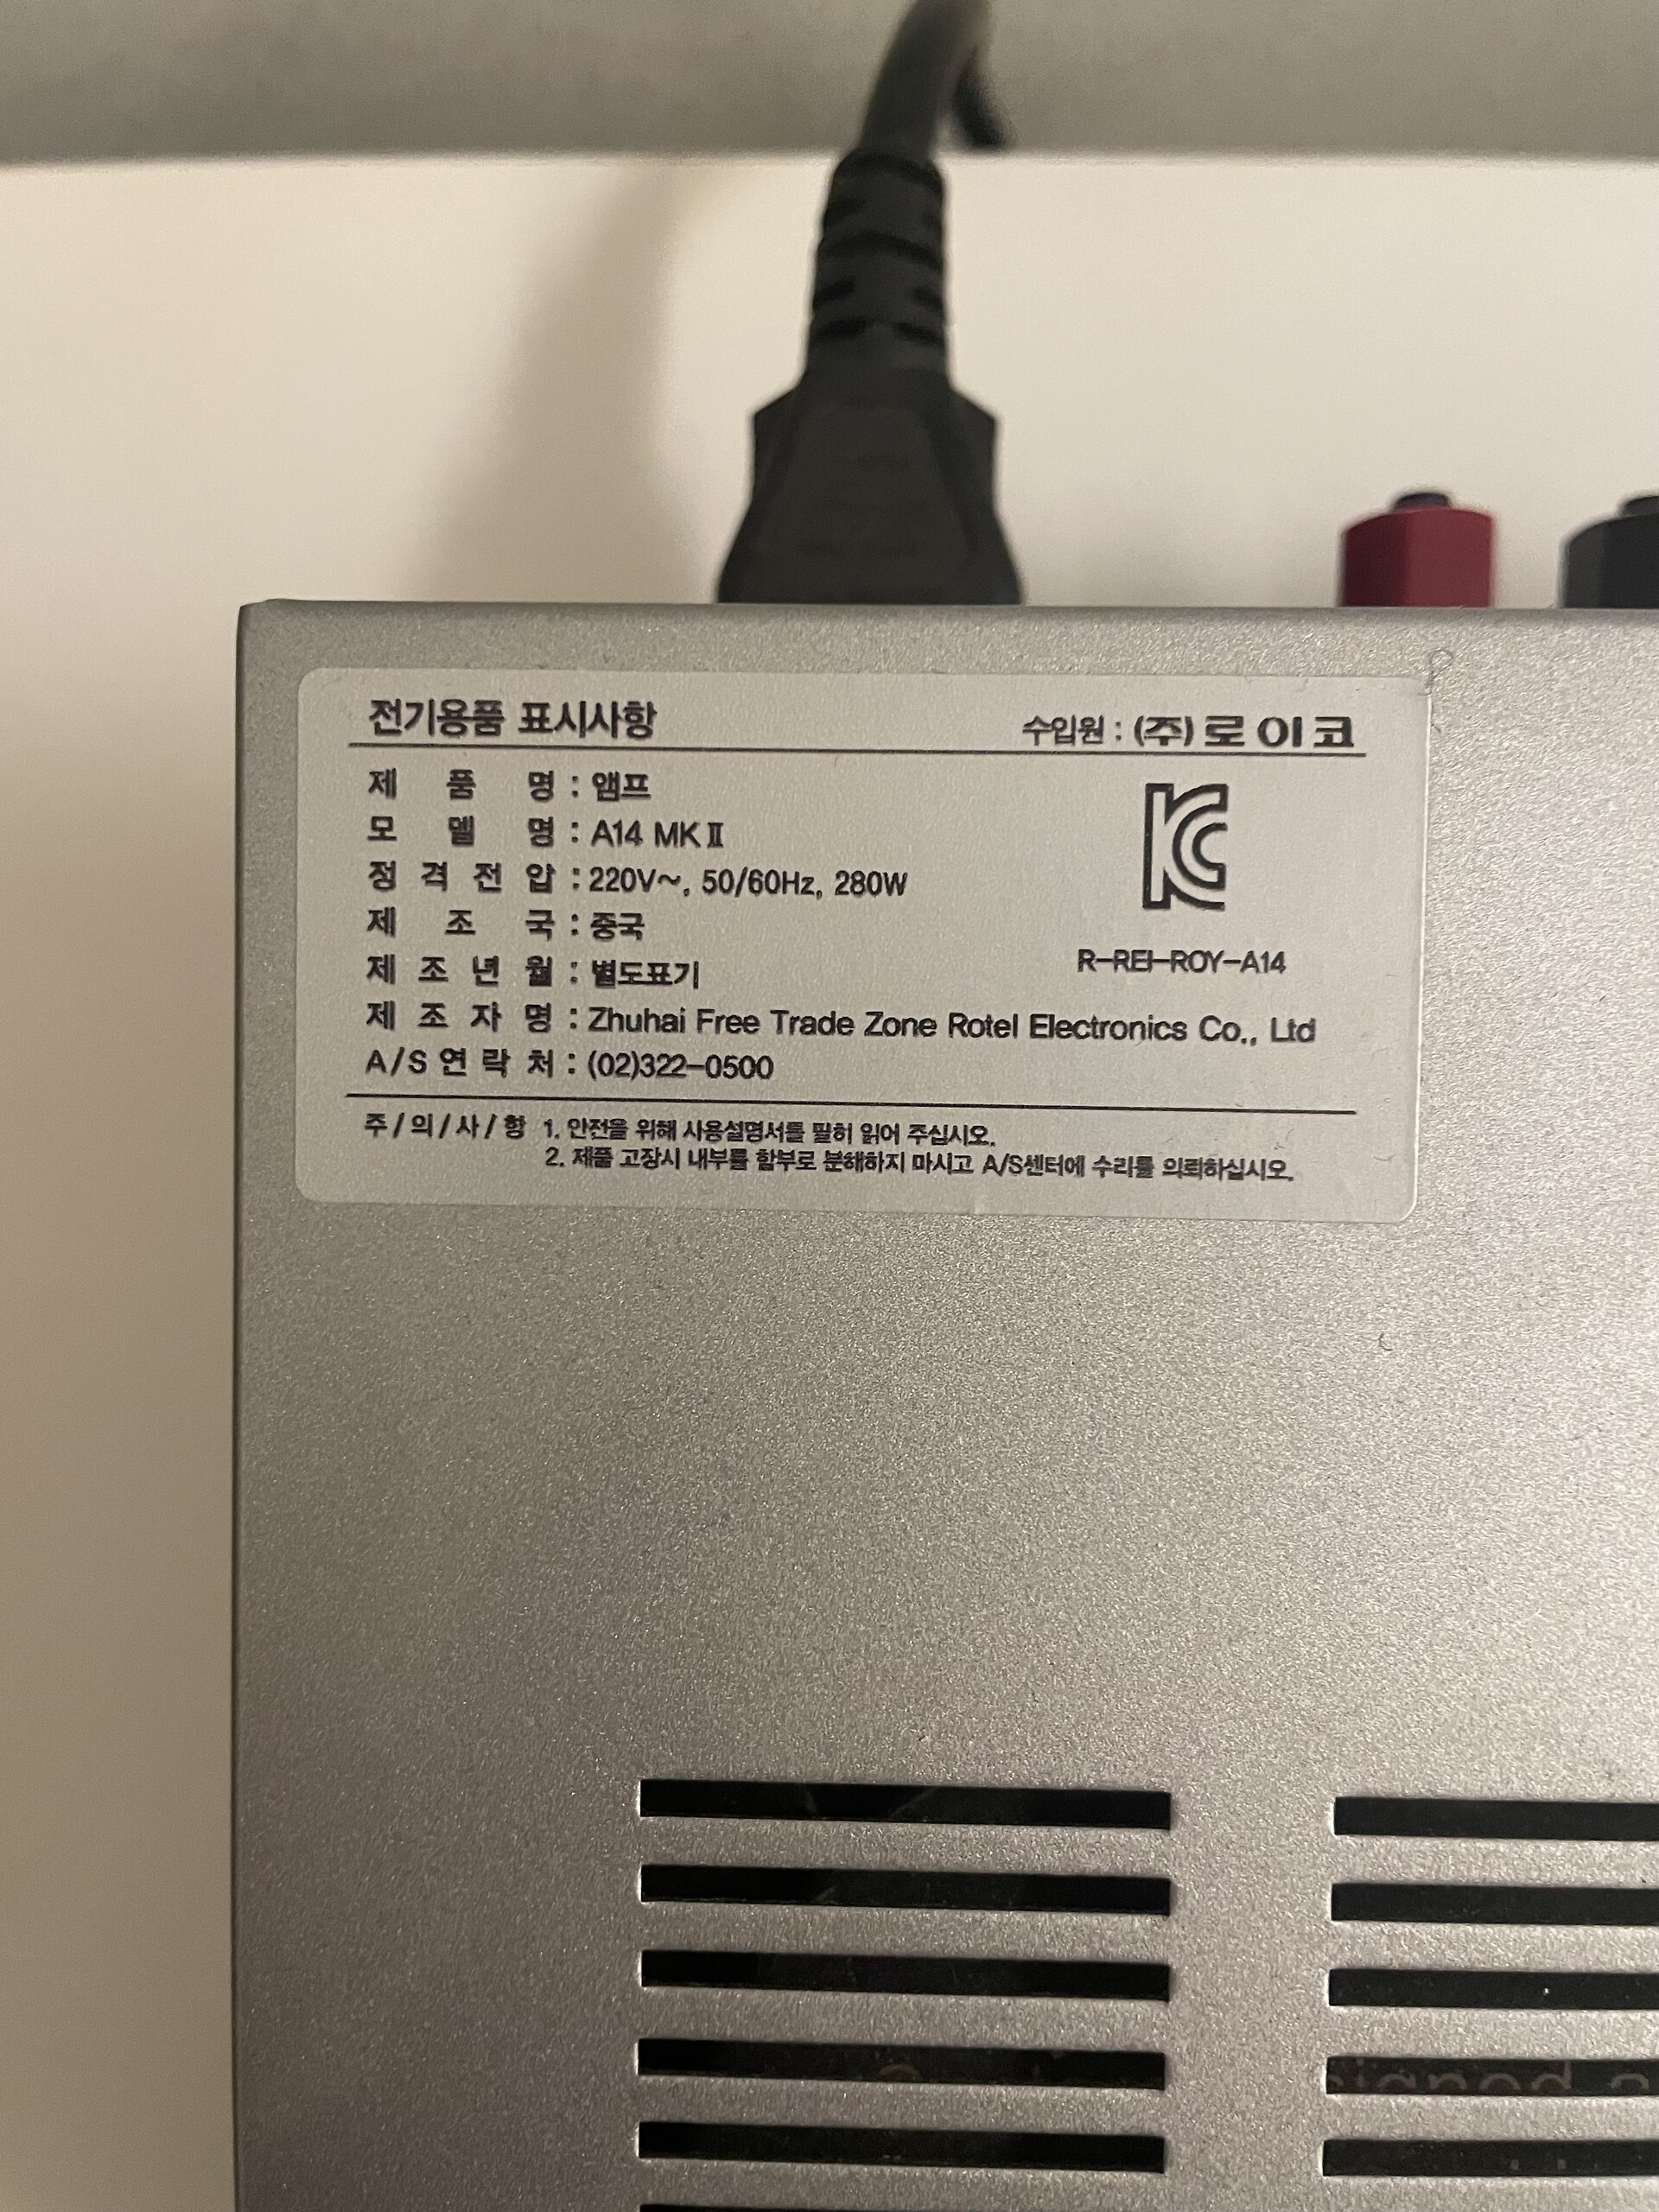 전기용품 표시사항
수입원 : (주) 로이코
제 품 명 : 앰프
모 델 명 : A14 MKⅡ
정 격 전 압 : 220V~, 50/60Hz, 280W
제 조 국 : 중국
제 조 년 월 : 별도표기
제 조 자 명 : Zhuhai Free Trade Zone Rotel Electronics Co., Ltd
A/S 연 락 처 : (02)322-0500
KC
R-REI-ROY-A14
주/의/사/항 1. 안전을 위해 사용설명서를 필히 읽어 주십시오.
2. 제품 고장시 내부를 함부로 분해하지 마시고 A/S센터에 수리를 의뢰하십시오.